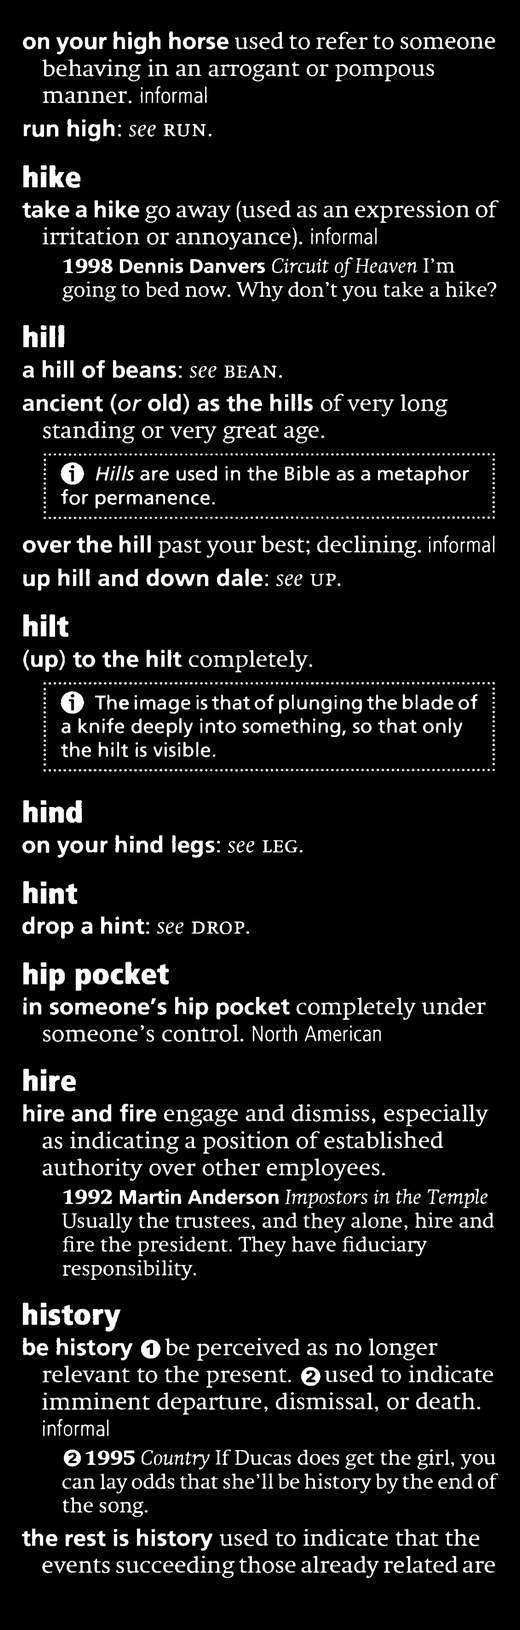 on your high horse used to refer to someone
behaving in an arrogant or pompous
manner. informal
run high: see RUN.
hike
take a hike go away (used as an expression of
irritation or annoyance). informal
1998 Dennis Danvers Circuit of Heaven I'm
going to bed now. Why don't you take a hike?
hill
a hill of beans: see BEAN.
ancient (or old) as the hills of very long
standing or very great age.
i Hills are used in the Bible as a metaphor
for permanence.
over the hill past your best; declining. informal
up hill and down dale: see UP.
hilt
(up) to the hilt completely.
i The image is that of plunging the blade of
a knife deeply into something, so that only
the hilt is visible.
hind
on your hind legs: see LEG.
hint
drop a hint: see DROP.
hip pocket
in someone's hip pocket completely under
someone's control. North American
hire
hire and fire engage and dismiss, especially
as indicating a position of established
authority over other employees.
1992 Martin Anderson Impostors in the Temple
Usually the trustees, and they alone, hire and
fire the president. They have fiduciary
responsibility.
history
be history ❶ be perceived as no longer
relevant to the present. ❷ used to indicate
imminent departure, dismissal, or death.
informal
❷ 1995 Country If Ducas does get the girl, you
can lay odds that she'll be history by the end of
the song.
the rest is history used to indicate that the
events succeeding those already related are